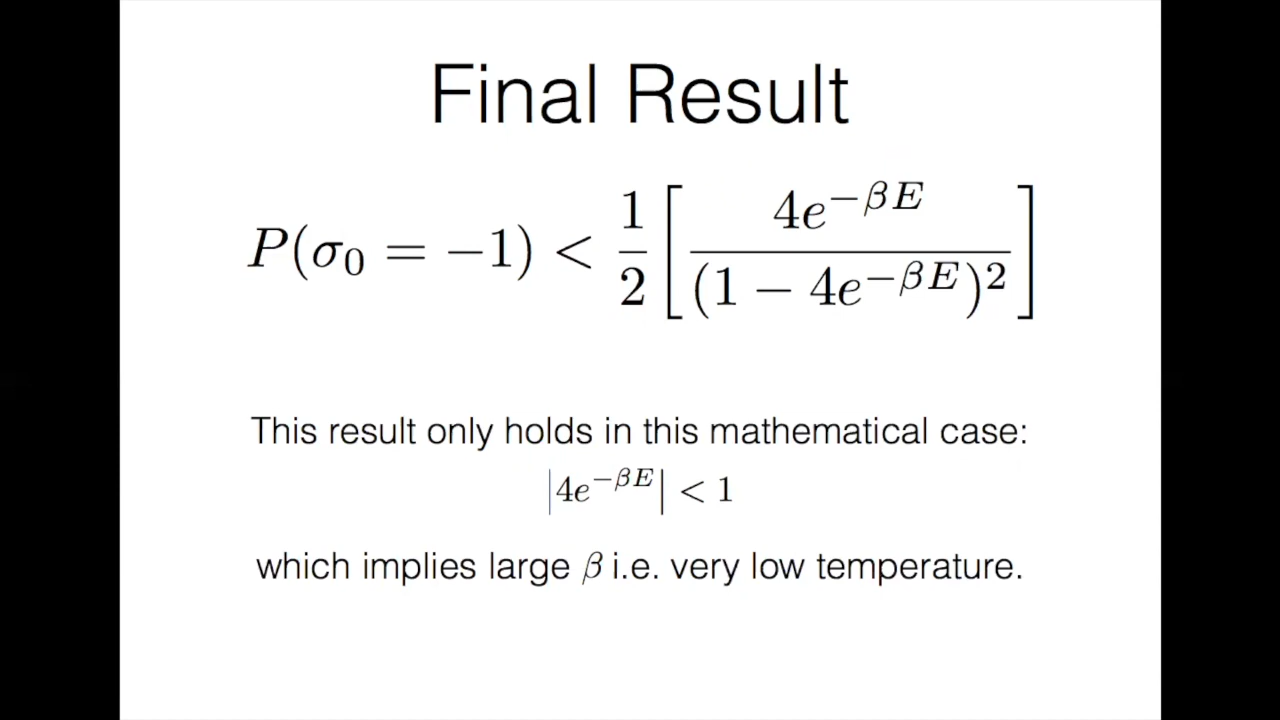 Final Result
P(σ₀ = −1) < 1/2 [ 4e^{−βE} / (1 − 4e^{−βE})² ]
This result only holds in this mathematical case:
|4e^{−βE}| < 1
which implies large β i.e. very low temperature.